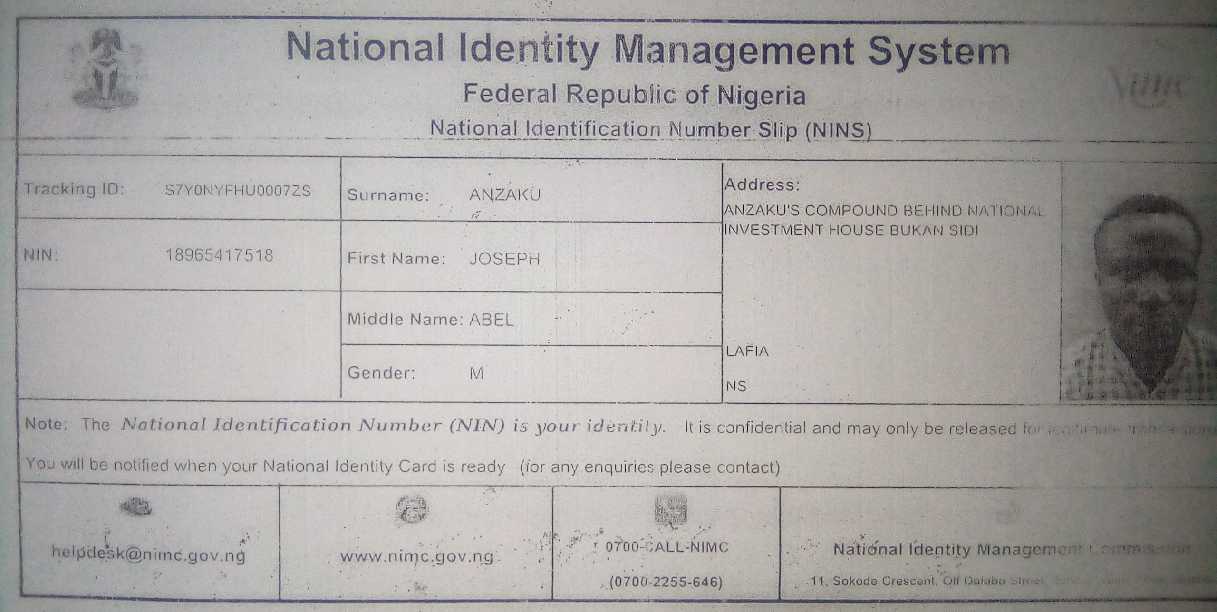 National Identity Management System
Federal Republic of Nigeria
National Identification Number Slip (NINS)
Tracking ID: S7Y0NYFHU0007ZS
Surname: ANZAKU
Address:
ANZAKU'S COMPOUND BEHIND NATIONAL
INVESTMENT HOUSE BUKAN SIDI
NIN: 18965417518
First Name: JOSEPH
Middle Name: ABEL
Gender: M
LAFIA
NS
Note: The National Identification Number (NIN) is your identity. It is confidential and may only be released for legitimate
You will be notified when your National Identity Card is ready (for any enquiries please contact)
helpdesk@nimc.gov.ng
www.nimc.gov.ng
0700-CALL-NIMC
(0700-2255-646)
National Identity Management Commission
11, Sokode Crescent, Off Dalaba Street,